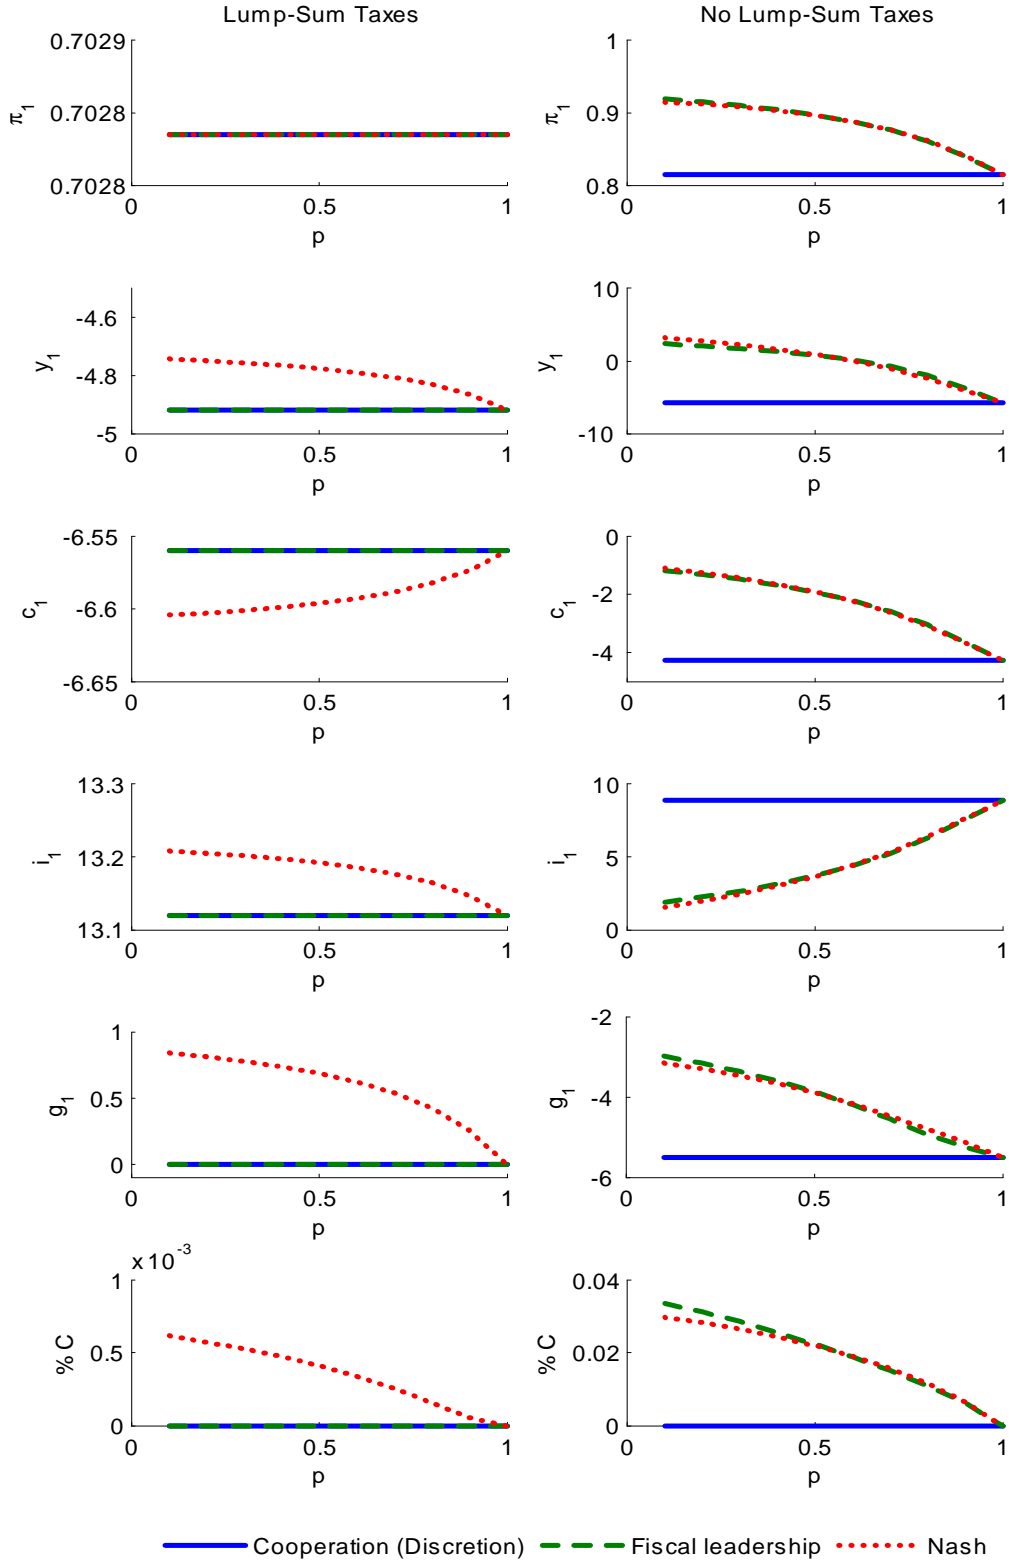 Lump-Sum Taxes
No Lump-Sum Taxes
0.7029
0.7028
0.7028
π1
0
0.5
1
p
1
0.9
0.8
π1
0
0.5
1
p
-4.6
-4.8
-5
y1
0
0.5
1
p
10
0
-10
y1
0
0.5
1
p
-6.55
-6.6
-6.65
c1
0
0.5
1
p
0
-2
-4
c1
0
0.5
1
p
13.3
13.2
13.1
i1
0
0.5
1
p
10
5
0
i1
0
0.5
1
p
1
0.5
0
g1
0
0.5
1
p
-2
-4
-6
g1
0
0.5
1
p
x 10-3
1
0.5
0
% C
0
0.5
1
p
0.04
0.02
0
% C
0
0.5
1
p
Cooperation (Discretion) Fiscal leadership Nash